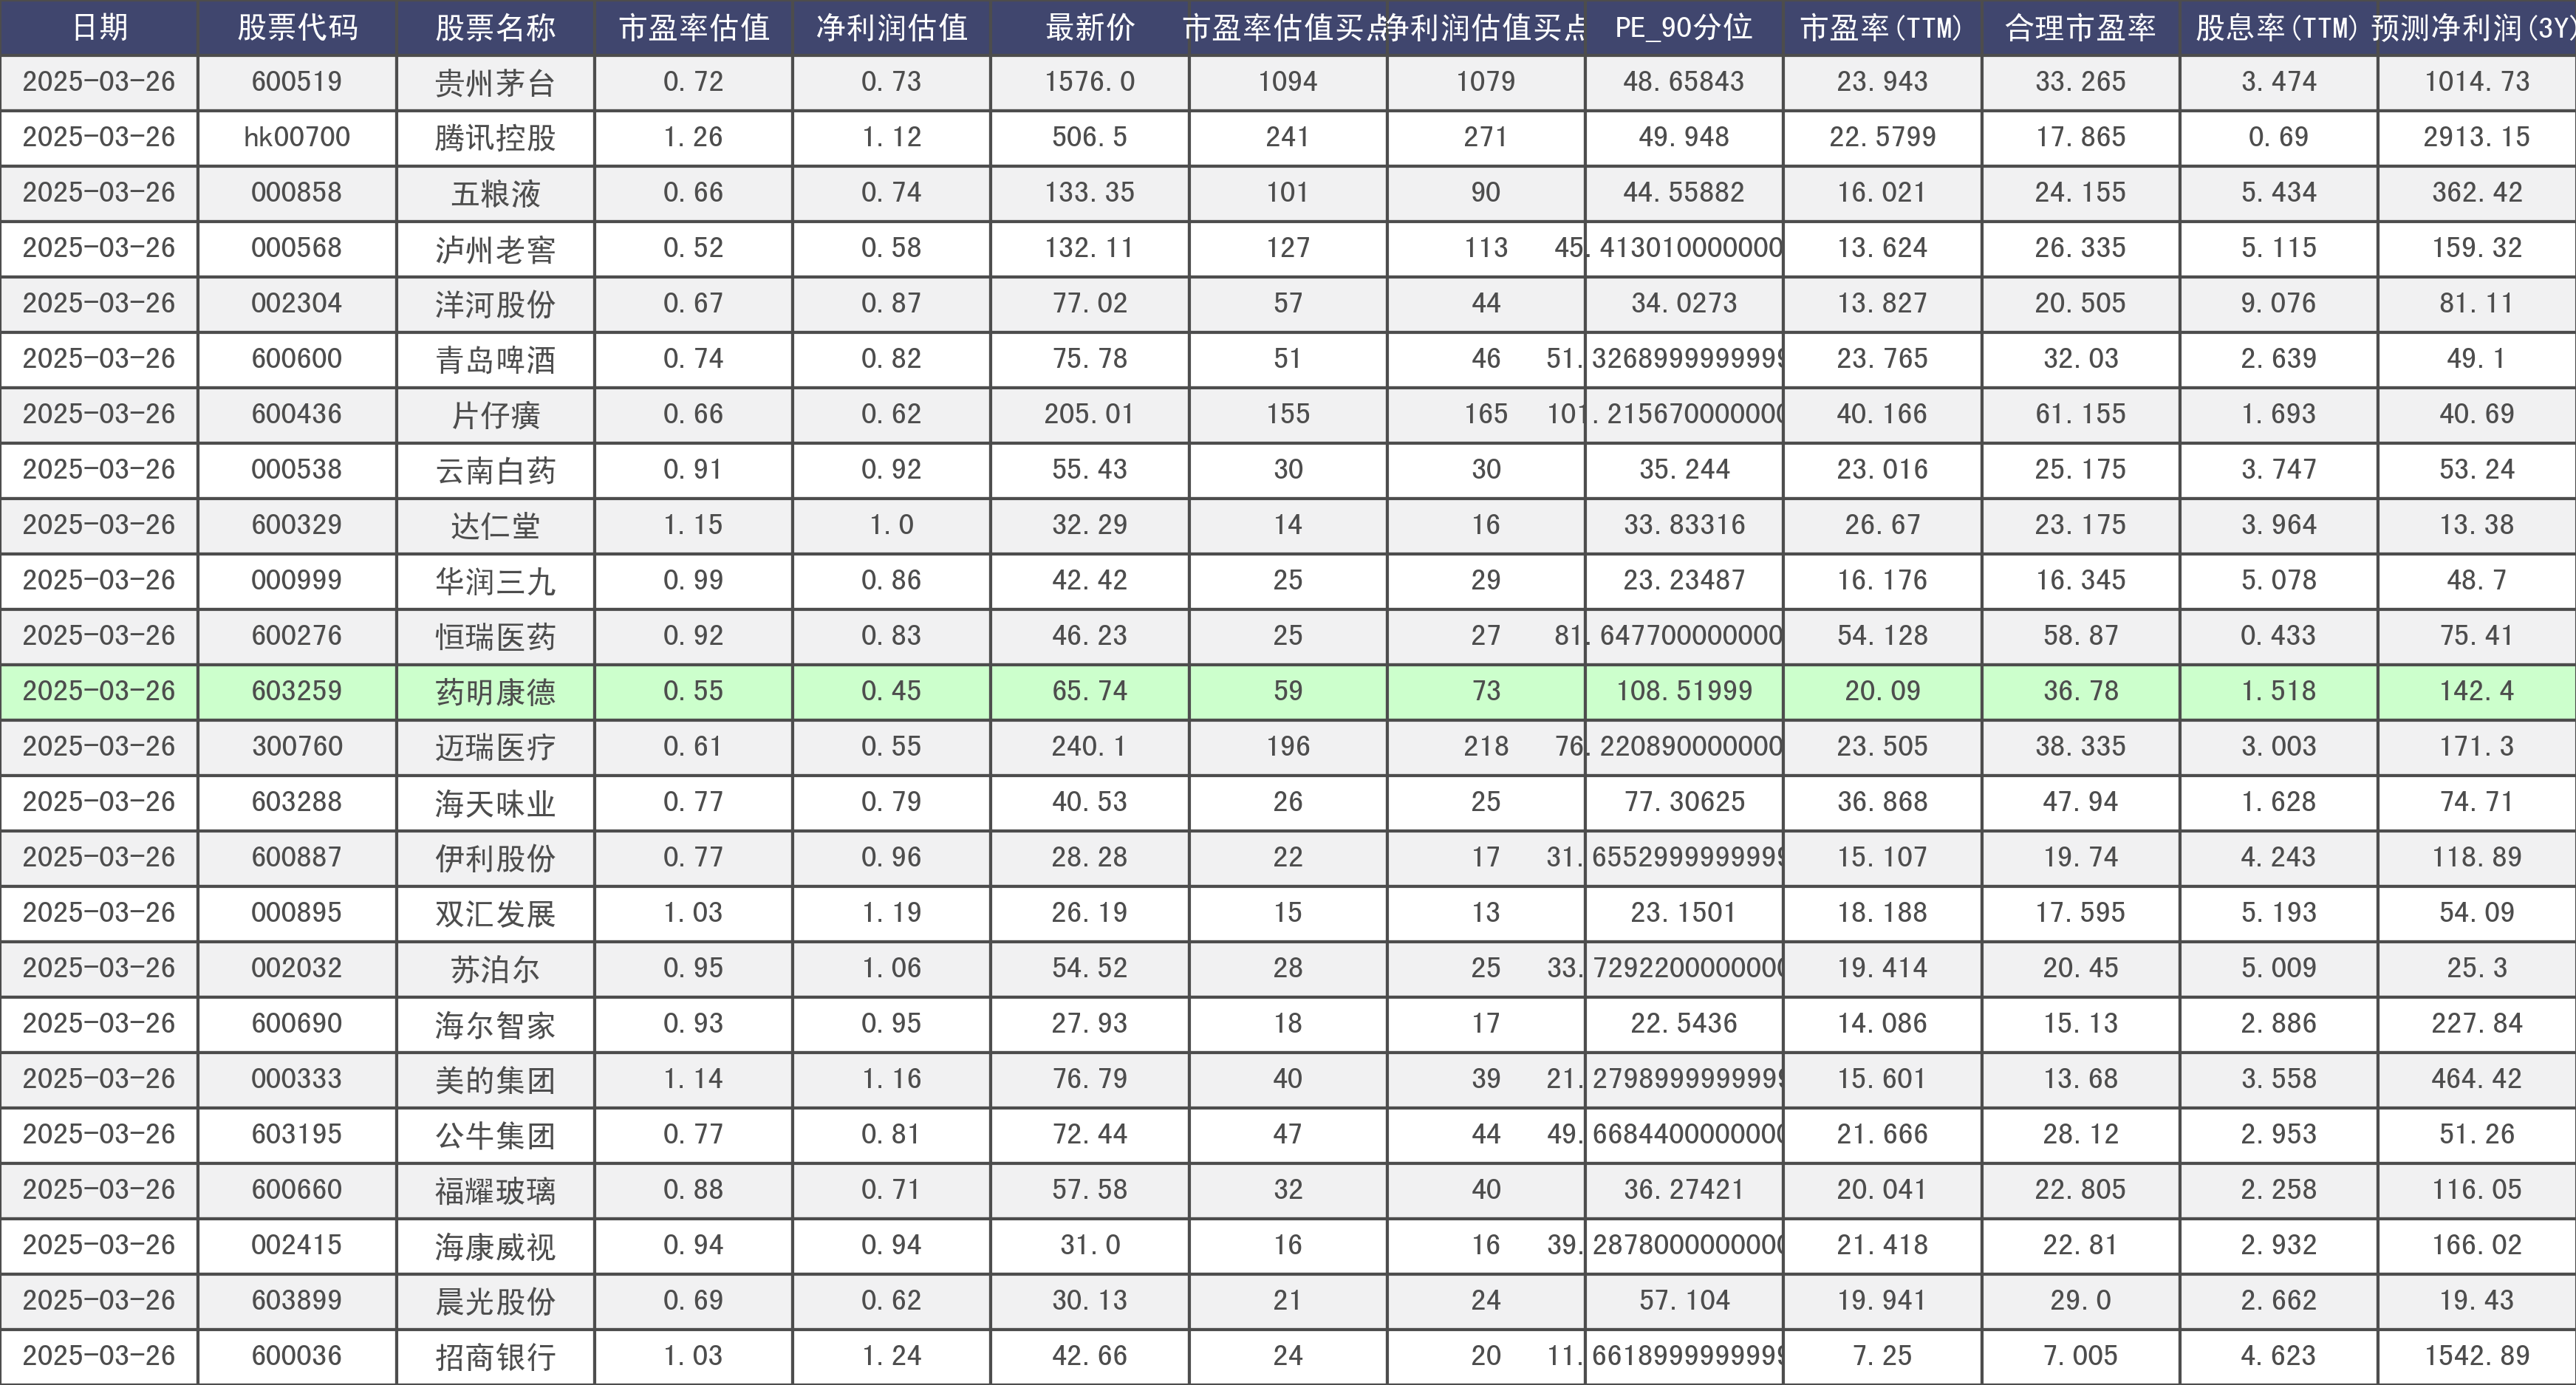 日期 股票代码 股票名称 市盈率估值 净利润估值 最新价 市盈率估值买点 净利润估值买点 PE_90分位 市盈率(TTM) 合理市盈率 股息率(TTM) 预测净利润(3Y)
2025-03-26 600519 贵州茅台 0.72 0.73 1576.0 1094 1079 48.65843 23.943 33.265 3.474 1014.73
2025-03-26 hk00700 腾讯控股 1.26 1.12 506.5 241 271 49.948 22.5799 17.865 0.69 2913.15
2025-03-26 000858 五粮液 0.66 0.74 133.35 101 90 44.55882 16.021 24.155 5.434 362.42
2025-03-26 000568 泸州老窖 0.52 0.58 132.11 127 113 45.413010000000 13.624 26.335 5.115 159.32
2025-03-26 002304 洋河股份 0.67 0.87 77.02 57 44 34.0273 13.827 20.505 9.076 81.11
2025-03-26 600600 青岛啤酒 0.74 0.82 75.78 51 46 51.3268999999999 23.765 32.03 2.639 49.1
2025-03-26 600436 片仔癀 0.66 0.62 205.01 155 165 101.215670000000 40.166 61.155 1.693 40.69
2025-03-26 000538 云南白药 0.91 0.92 55.43 30 30 35.244 23.016 25.175 3.747 53.24
2025-03-26 600329 达仁堂 1.15 1.0 32.29 14 16 33.83316 26.67 23.175 3.964 13.38
2025-03-26 000999 华润三九 0.99 0.86 42.42 25 29 23.23487 16.176 16.345 5.078 48.7
2025-03-26 600276 恒瑞医药 0.92 0.83 46.23 25 27 81.647700000000 54.128 58.87 0.433 75.41
2025-03-26 603259 药明康德 0.55 0.45 65.74 59 73 108.51999 20.09 36.78 1.518 142.4
2025-03-26 300760 迈瑞医疗 0.61 0.55 240.1 196 218 76.220890000000 23.505 38.335 3.003 171.3
2025-03-26 603288 海天味业 0.77 0.79 40.53 26 25 77.30625 36.868 47.94 1.628 74.71
2025-03-26 600887 伊利股份 0.77 0.96 28.28 22 17 31.6552999999999 15.107 19.74 4.243 118.89
2025-03-26 000895 双汇发展 1.03 1.19 26.19 15 13 23.1501 18.188 17.595 5.193 54.09
2025-03-26 002032 苏泊尔 0.95 1.06 54.52 28 25 33.7292200000000 19.414 20.45 5.009 25.3
2025-03-26 600690 海尔智家 0.93 0.95 27.93 18 17 22.5436 14.086 15.13 2.886 227.84
2025-03-26 000333 美的集团 1.14 1.16 76.79 40 39 21.2798999999999 15.601 13.68 3.558 464.42
2025-03-26 603195 公牛集团 0.77 0.81 72.44 47 44 49.6684400000000 21.666 28.12 2.953 51.26
2025-03-26 600660 福耀玻璃 0.88 0.71 57.58 32 40 36.27421 20.041 22.805 2.258 116.05
2025-03-26 002415 海康威视 0.94 0.94 31.0 16 16 39.2878000000000 21.418 22.81 2.932 166.02
2025-03-26 603899 晨光股份 0.69 0.62 30.13 21 24 57.104 19.941 29.0 2.662 19.43
2025-03-26 600036 招商银行 1.03 1.24 42.66 24 20 11.6618999999999 7.25 7.005 4.623 1542.89